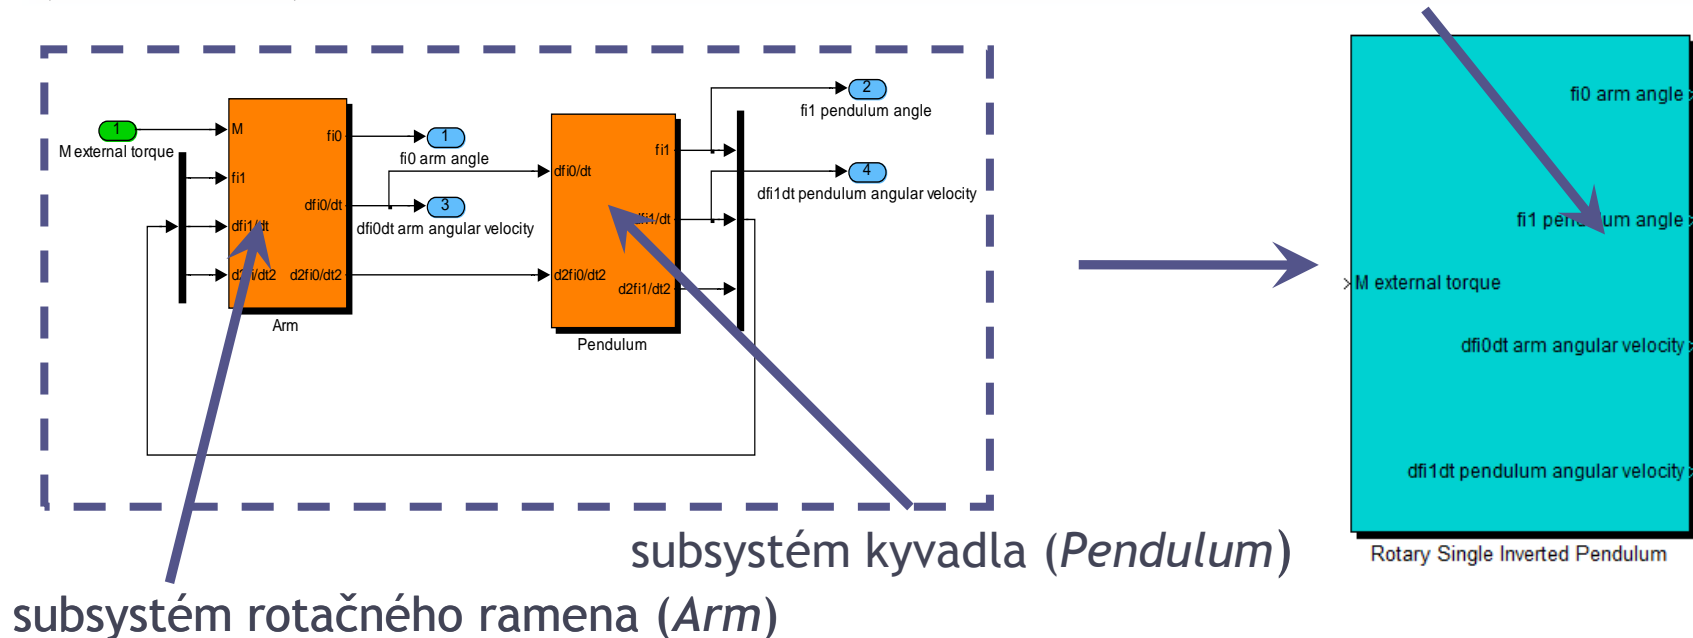 1
M external torque
M
fi1
dfi1/dt
d2fi/dt2
fi0
dfi0/dt
d2fi0/dt2
Arm
1
fi0 arm angle
3
dfi0dt arm angular velocity
dfi0/dt
d2fi0/dt2
fi1
dfi1/dt
d2fi1/dt2
Pendulum
2
fi1 pendulum angle
4
dfi1dt pendulum angular velocity
fi0 arm angle
fi1 pendulum angle
M external torque
dfi0dt arm angular velocity
dfi1dt pendulum angular velocity
Rotary Single Inverted Pendulum
subsystém kyvadla (Pendulum)
subsystém rotačného ramena (Arm)